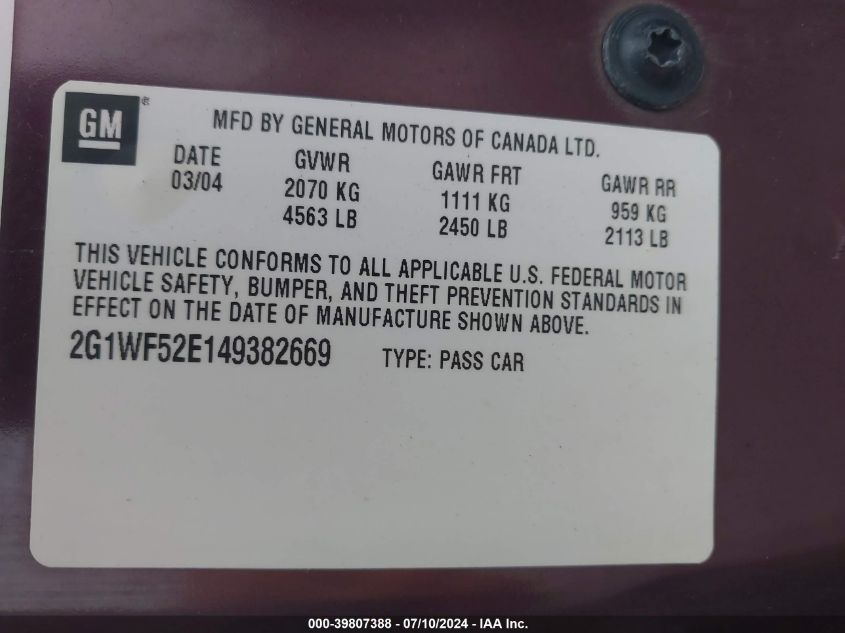 GM ®
MFD BY GENERAL MOTORS OF CANADA LTD.
DATE GVWR GAWR FRT GAWR RR
03/04 2070 KG 1111 KG 959 KG
4563 LB 2450 LB 2113 LB
THIS VEHICLE CONFORMS TO ALL APPLICABLE U.S. FEDERAL MOTOR
VEHICLE SAFETY, BUMPER, AND THEFT PREVENTION STANDARDS IN
EFFECT ON THE DATE OF MANUFACTURE SHOWN ABOVE.
2G1WF52E149382669 TYPE: PASS CAR
000-39807388 - 07/10/2024 - IAA Inc.